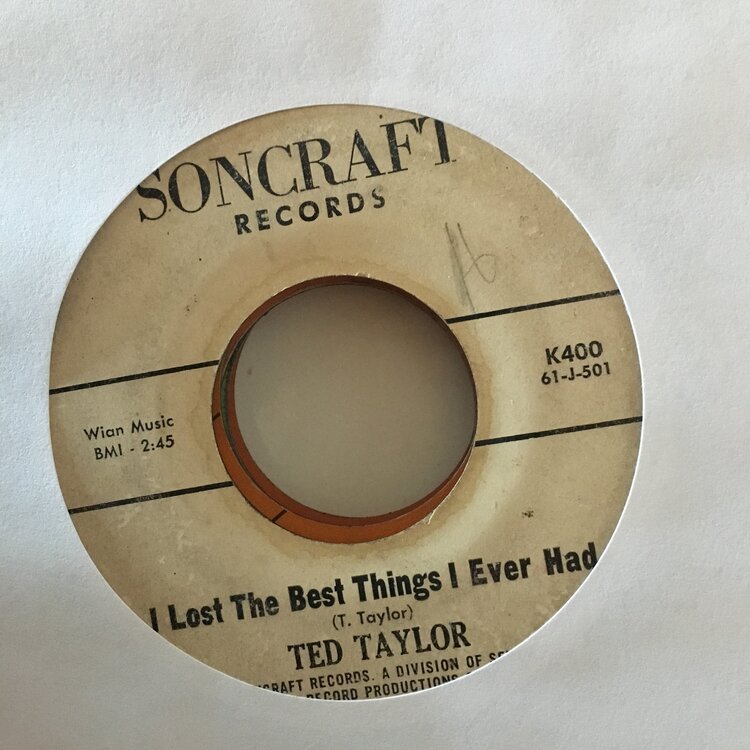 SONCRAFT
RECORDS
K400
61-J-501
Wian Music
BMI - 2:45
I Lost The Best Things I Ever Had
(T. Taylor)
TED TAYLOR
RECORDS. A DIVISION OF
PRODUCTIONS